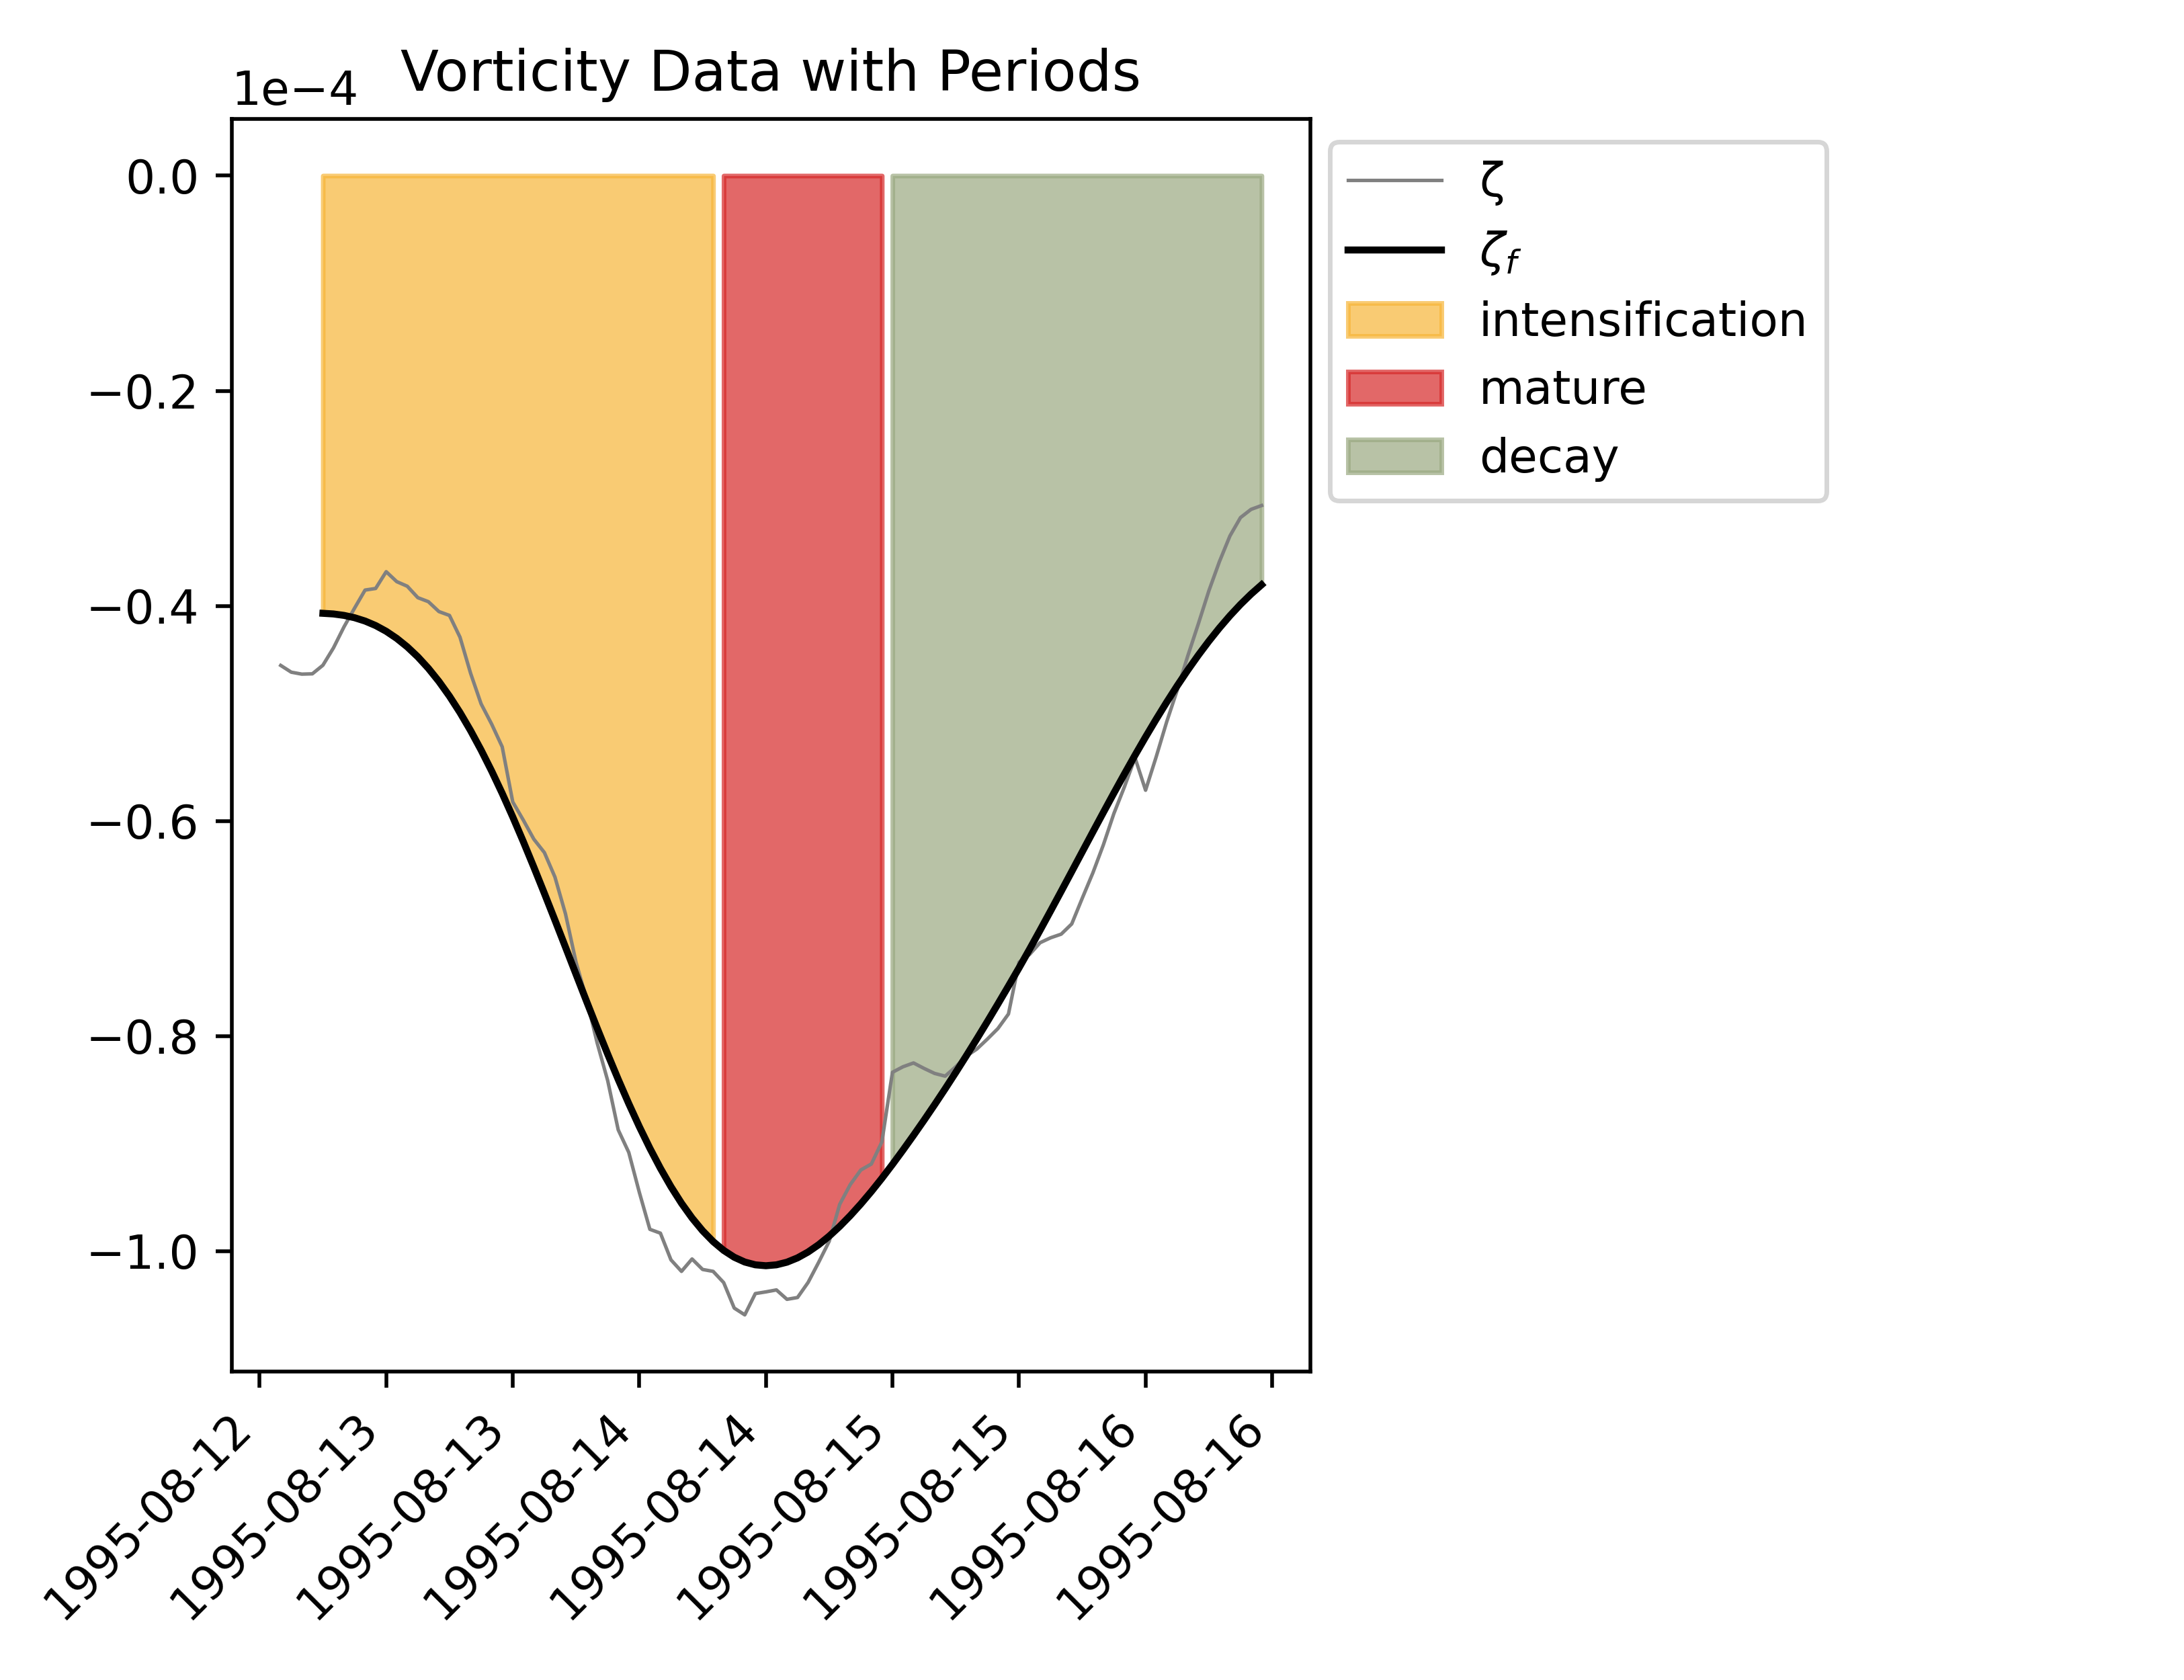 Vorticity Data with Periods
1e−4
0.0
−0.2
−0.4
−0.6
−0.8
−1.0
1995-08-12
1995-08-13
1995-08-13
1995-08-14
1995-08-14
1995-08-15
1995-08-15
1995-08-16
1995-08-16
ζ
ζf
intensification
mature
decay